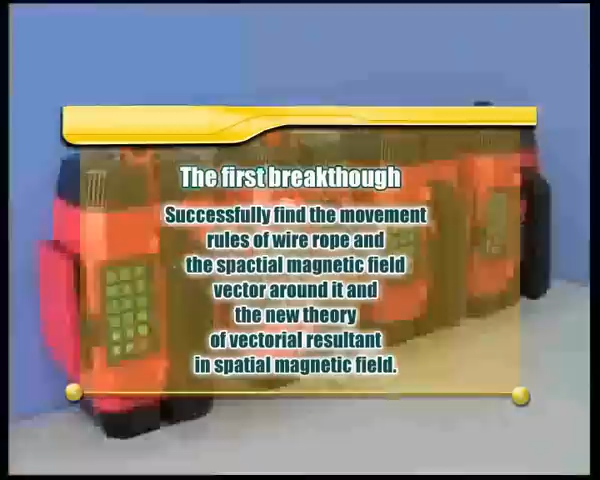 The first breakthough
Successfully find the movement
rules of wire rope and
the spactial magnetic field
vector around it and
the new theory
of vectorial resultant
in spatial magnetic field.